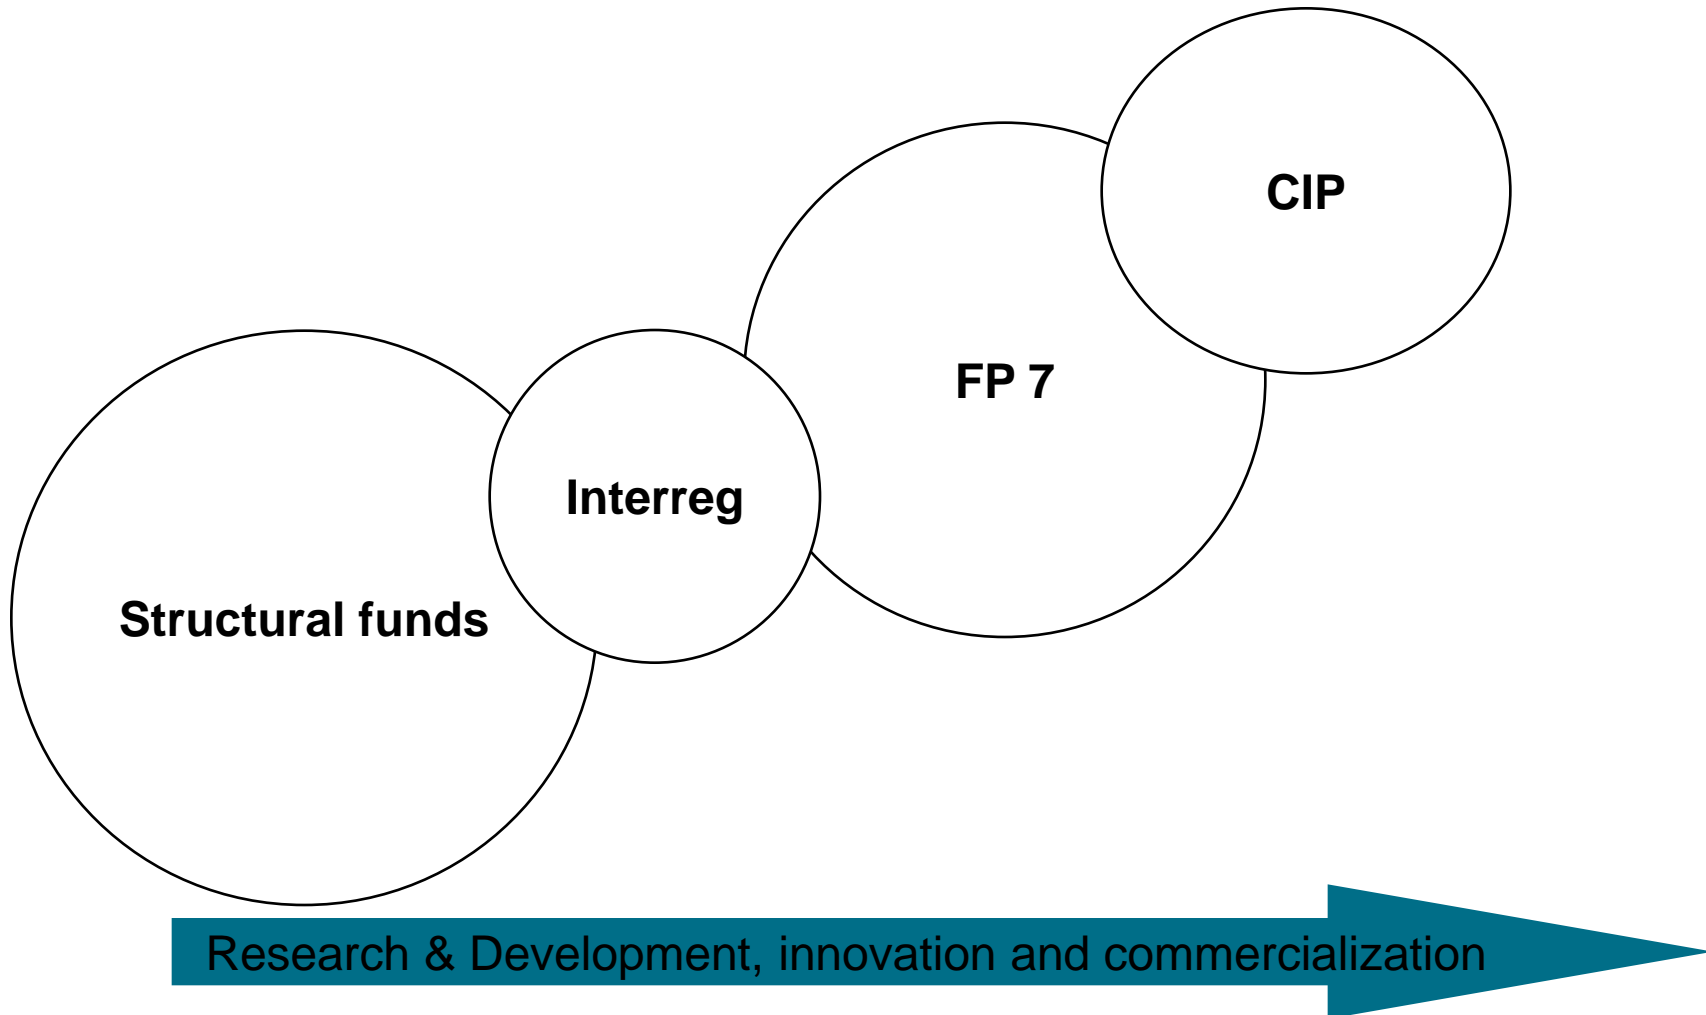 CIP
FP 7
Interreg
Structural funds
Research & Development, innovation and commercialization